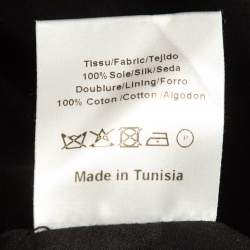 Tissu/Fabric/Tejido
100% Soie/Silk/Seda
Doublure/Lining/Forro
100% Coton/Cotton/Algodon
P
Made in Tunisia